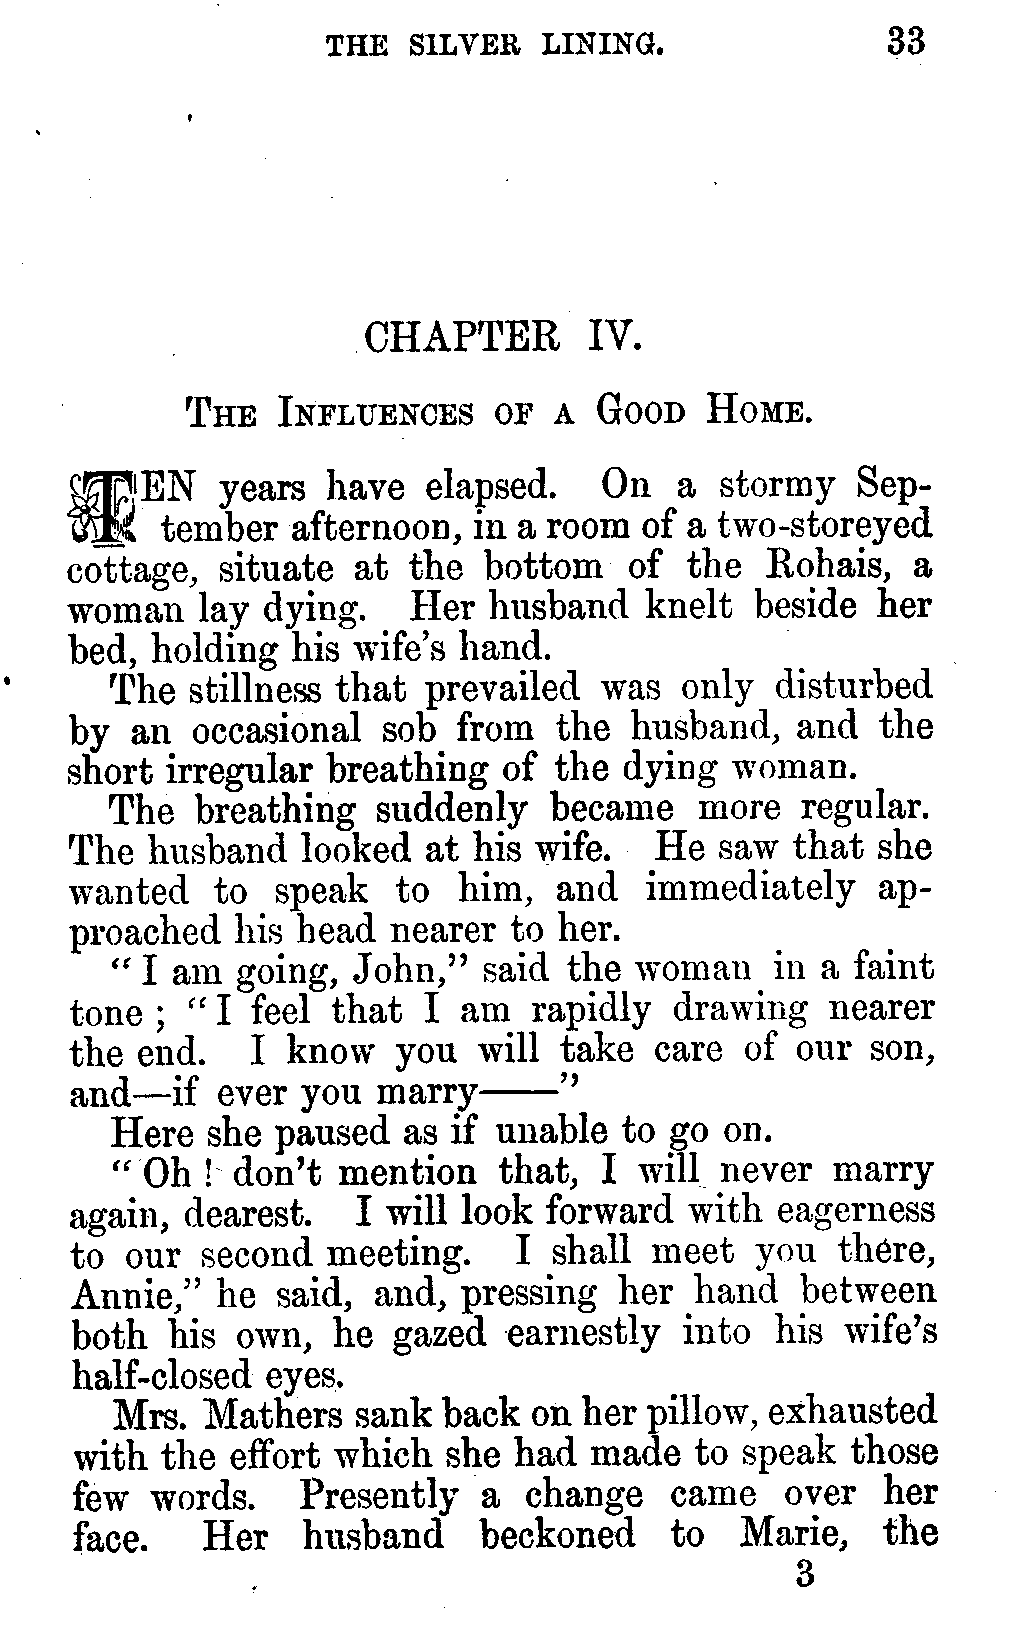 THE SILVER LINING. 33
CHAPTER IV.
THE INFLUENCES OF A GOOD HOME.
TEN years have elapsed. On a stormy Sep-
tember afternoon, in a room of a two-storeyed
cottage, situate at the bottom of the Rohais, a
woman lay dying. Her husband knelt beside her
bed, holding his wife's hand.
The stillness that prevailed was only disturbed
by an occasional sob from the husband, and the
short irregular breathing of the dying woman.
The breathing suddenly became more regular.
The husband looked at his wife. He saw that she
wanted to speak to him, and immediately ap-
proached his head nearer to her.
"I am going, John," said the woman in a faint
tone; "I feel that I am rapidly drawing nearer
the end. I know you will take care of our son,
and—if ever you marry——"
Here she paused as if unable to go on.
"Oh! don't mention that, I will never marry
again, dearest. I will look forward with eagerness
to our second meeting. I shall meet you there,
Annie," he said, and, pressing her hand between
both his own, he gazed earnestly into his wife's
half-closed eyes.
Mrs. Mathers sank back on her pillow, exhausted
with the effort which she had made to speak those
few words. Presently a change came over her
face. Her husband beckoned to Marie, the
3